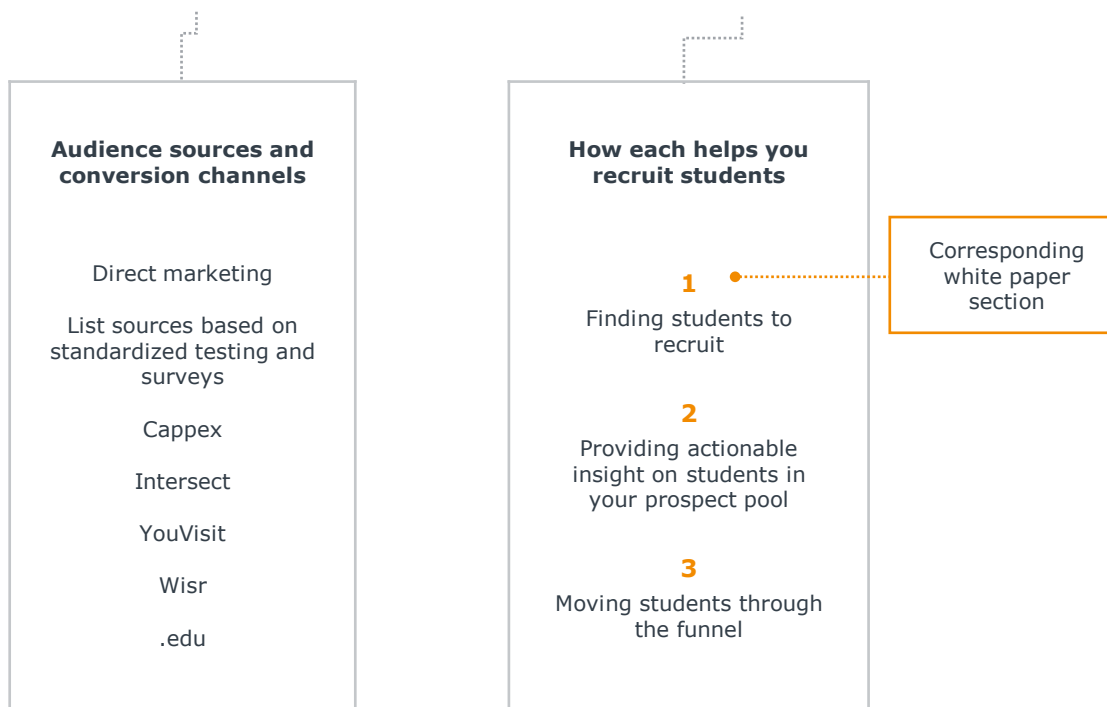 Audience sources and
conversion channels
Direct marketing
List sources based on
standardized testing and
surveys
Cappex
Intersect
YouVisit
Wisr
.edu
How each helps you
recruit students
1
Finding students to
recruit
2
Providing actionable
insight on students in
your prospect pool
3
Moving students through
the funnel
Corresponding
white paper
section